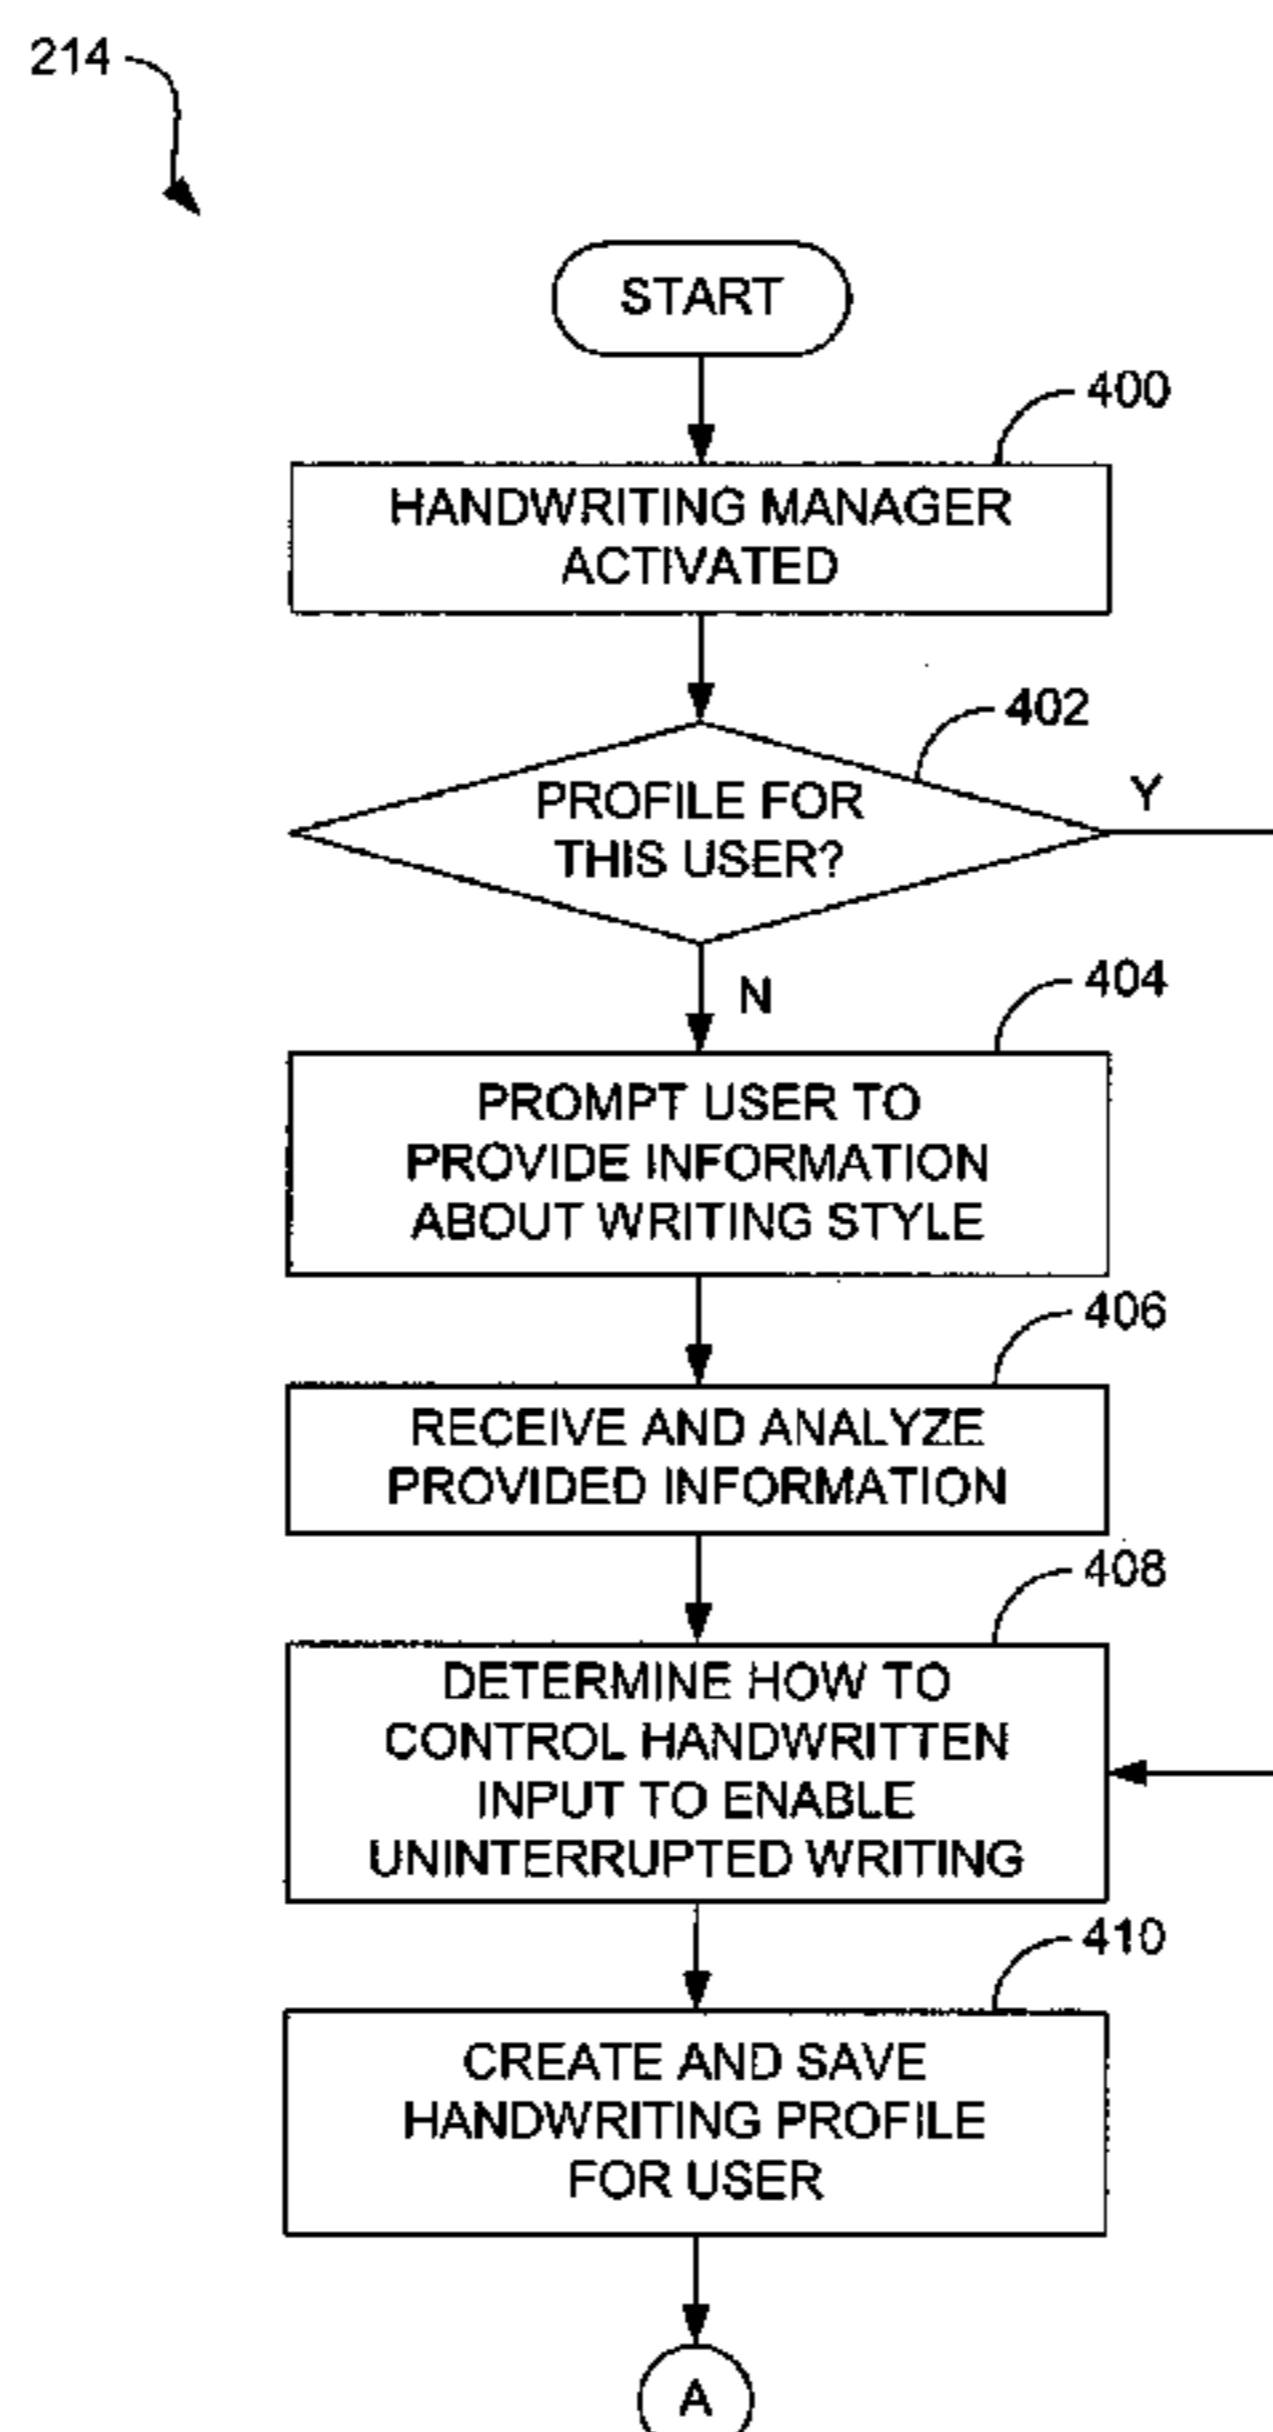 214
START
400
HANDWRITING MANAGER
ACTIVATED
402
PROFILE FOR
THIS USER?
Y
N
404
PROMPT USER TO
PROVIDE INFORMATION
ABOUT WRITING STYLE
406
RECEIVE AND ANALYZE
PROVIDED INFORMATION
408
DETERMINE HOW TO
CONTROL HANDWRITTEN
INPUT TO ENABLE
UNINTERRUPTED WRITING
410
CREATE AND SAVE
HANDWRITING PROFILE
FOR USER
A